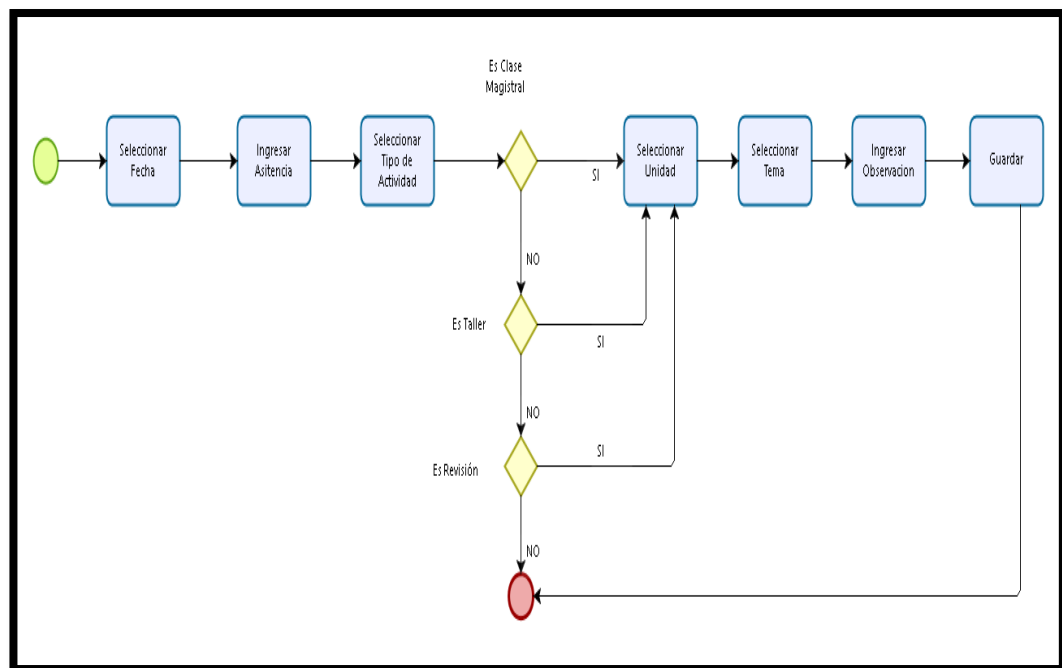 Es Clase
Magistral
Seleccionar
Fecha
Ingresar
Asitencia
Seleccionar
Tipo de
Actividad
SI
Seleccionar
Unidad
Seleccionar
Tema
Ingresar
Observacion
Guardar
NO
Es Taller
SI
NO
Es Revisión
SI
NO